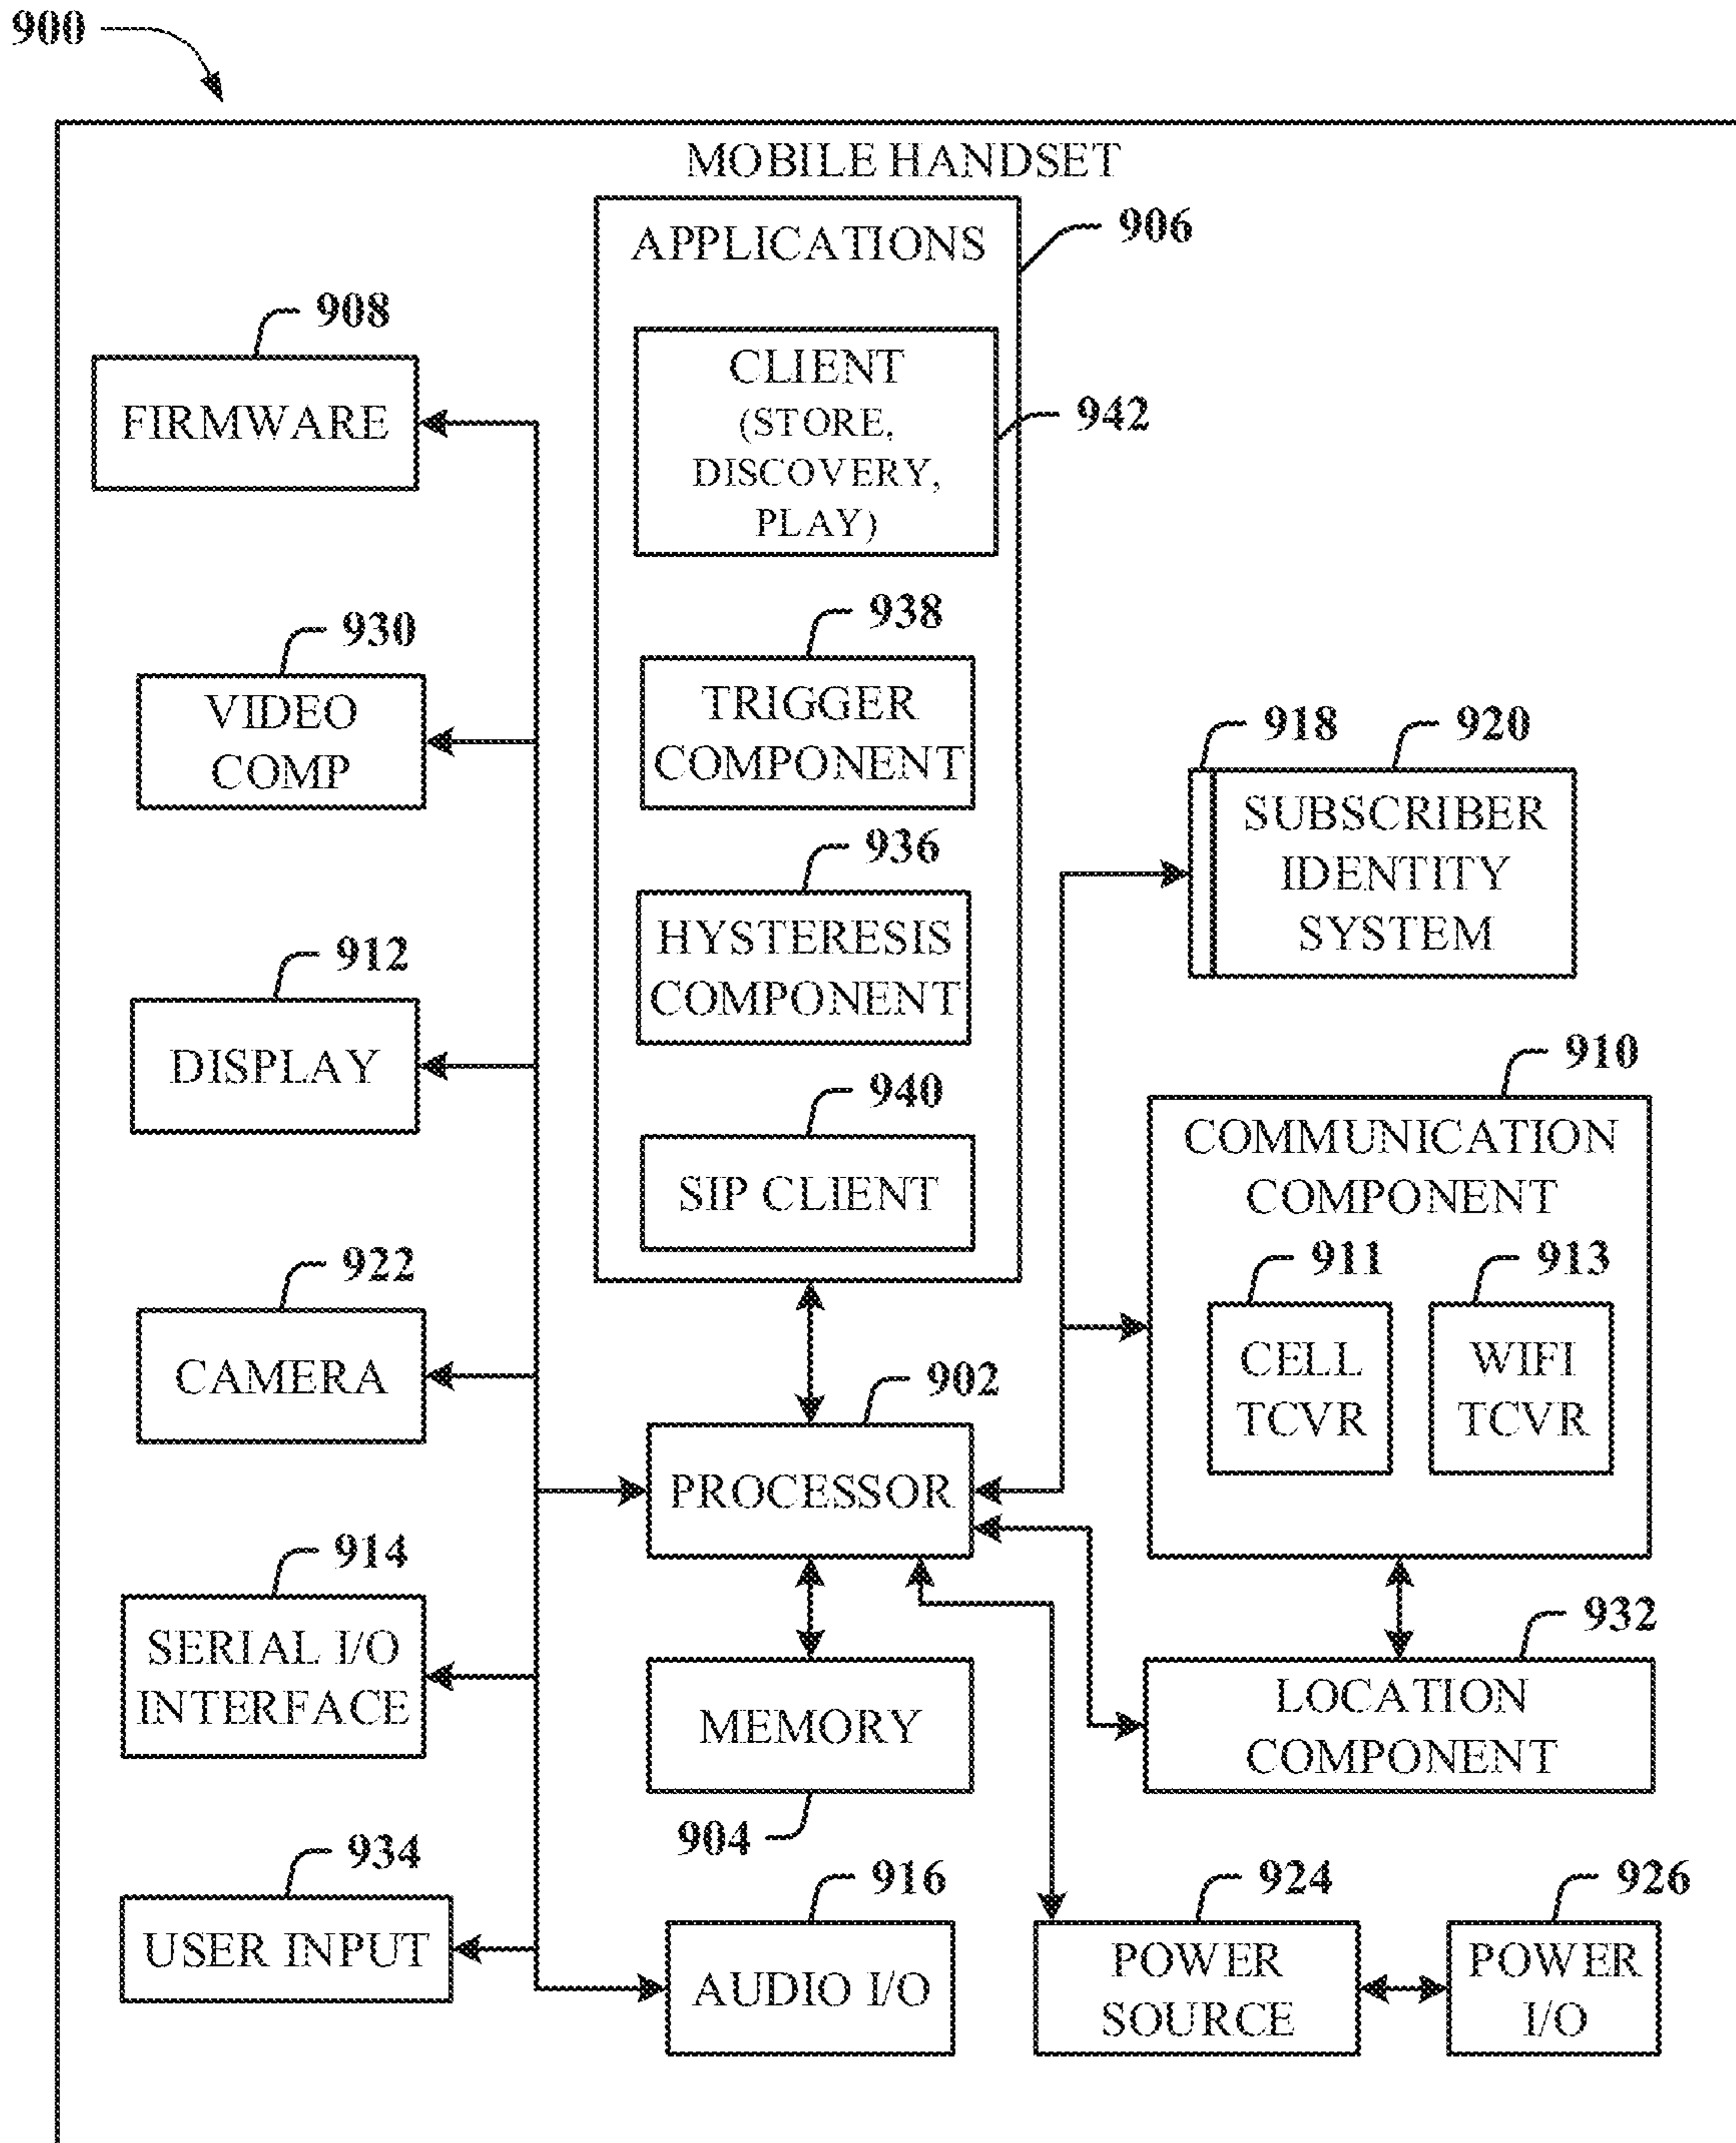 900
MOBILE HANDSET
APPLICATIONS
906
CLIENT
(STORE,
DISCOVERY,
PLAY)
942
908
FIRMWARE
938
TRIGGER
COMPONENT
930
VIDEO
COMP
936
HYSTERESIS
COMPONENT
918
920
SUBSCRIBER
IDENTITY
SYSTEM
912
DISPLAY
940
SIP CLIENT
910
COMMUNICATION
COMPONENT
911
CELL
TCVR
913
WIFI
TCVR
922
CAMERA
902
PROCESSOR
914
SERIAL I/O
INTERFACE
MEMORY
904
932
LOCATION
COMPONENT
934
USER INPUT
916
AUDIO I/O
924
POWER
SOURCE
926
POWER
I/O